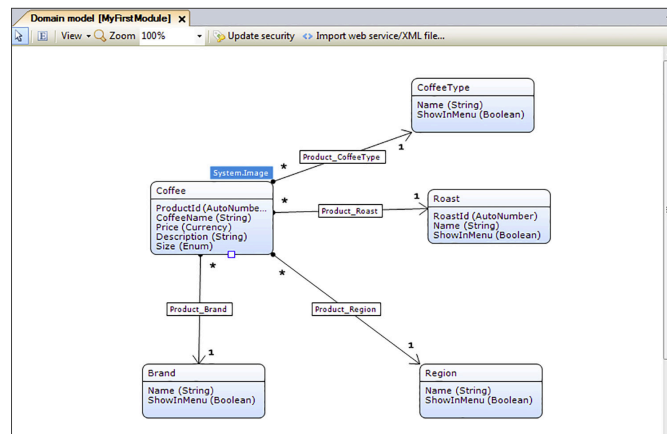 Domain model [MyFirstModule] x
E View Zoom 100% Update security Import web service/XML file...
CoffeeType
Name (String)
ShowInMenu (Boolean)
Product_CoffeeType
*
1
System.Image
Coffee
ProductId (AutoNumbe...
CoffeeName (String)
Price (Currency)
Description (String)
Size (Enum)
*
Product_Roast
1
Roast
RoastId (AutoNumber)
Name (String)
ShowInMenu (Boolean)
*
*
Product_Brand
Product_Region
1
1
Brand
Name (String)
ShowInMenu (Boolean)
Region
Name (String)
ShowInMenu (Boolean)